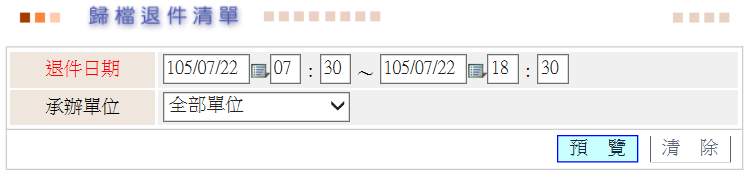 歸檔退件清單
退件日期 105/07/22 07 : 30 ～ 105/07/22 18 : 30
承辦單位 全部單位
預 覽 清 除